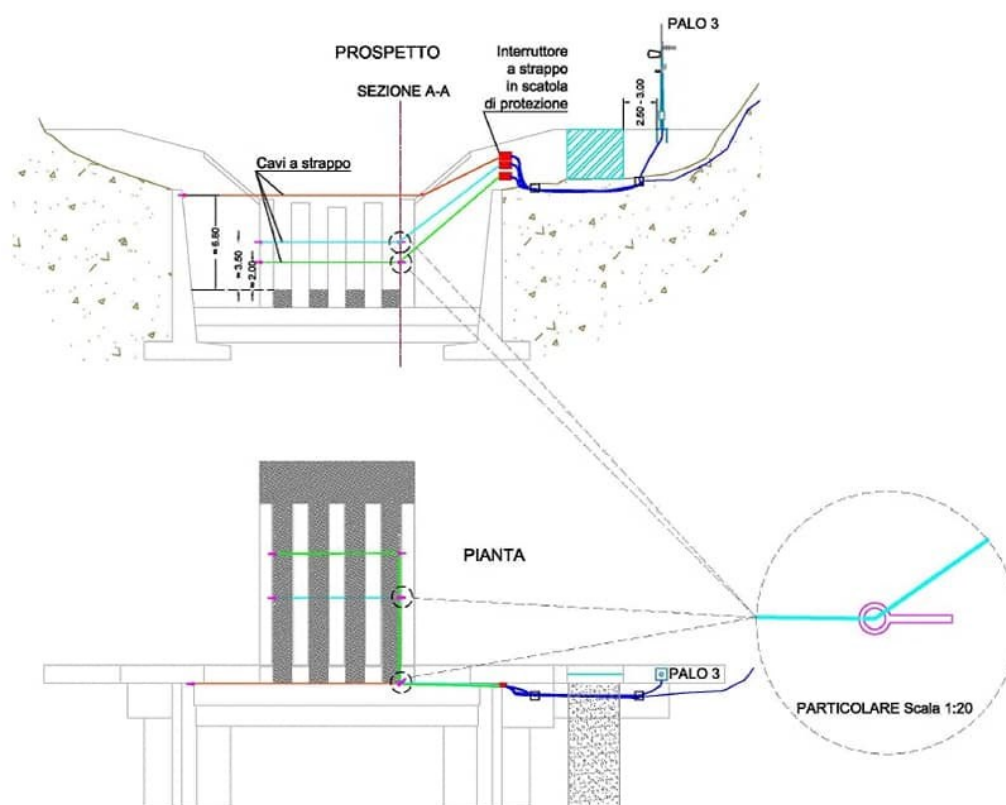 PALO 3
PROSPETTO
Interruttore
a strappo
in scatola
di protezione
SEZIONE A-A
2.50 - 3.00
Cavi a strappo
= 6.80
= 3.50
= 2.00
PIANTA
PALO 3
PARTICOLARE Scala 1:20